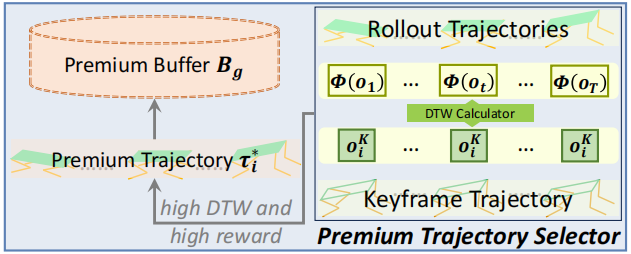 Premium Buffer B_g
Premium Trajectory τ_i^*
high DTW and
high reward
Rollout Trajectories
Φ(o_1) ... Φ(o_t) ... Φ(o_T)
DTW Calculator
o_i^K ... o_i^K ... o_i^K
Keyframe Trajectory
Premium Trajectory Selector